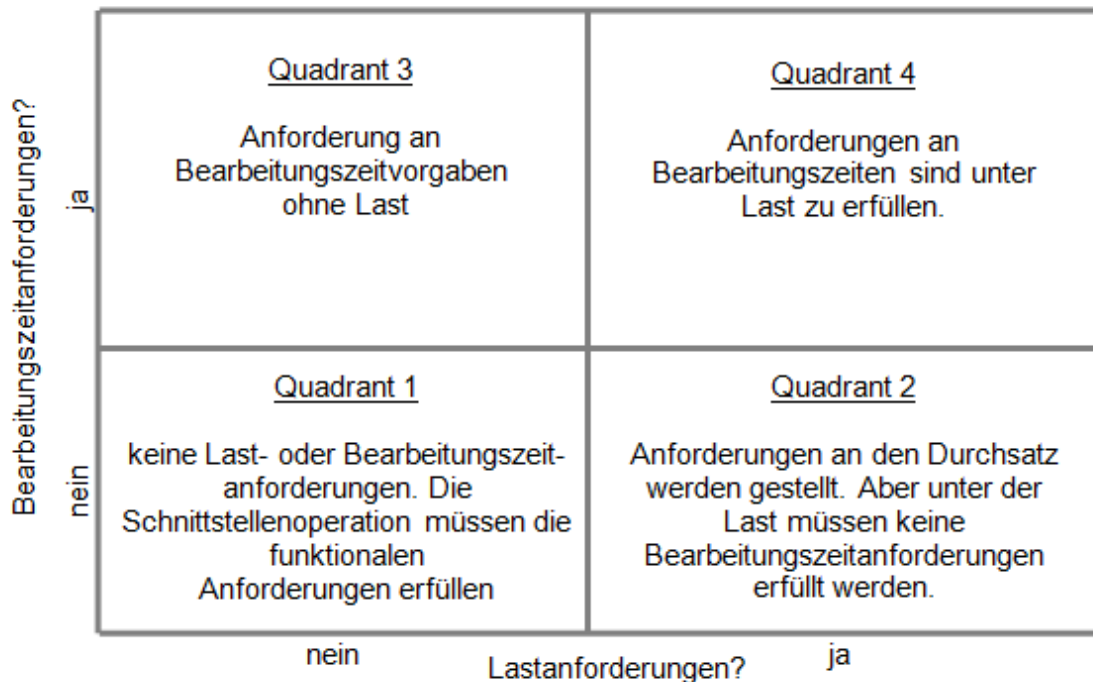 Bearbeitungszeitanforderungen?
ja
nein
Quadrant 3
Anforderung an
Bearbeitungszeitvorgaben
ohne Last
Quadrant 4
Anforderungen an
Bearbeitungszeiten sind unter
Last zu erfüllen.
Quadrant 1
keine Last- oder Bearbeitungszeit-
anforderungen. Die
Schnittstellenoperation müssen die
funktionalen
Anforderungen erfüllen
Quadrant 2
Anforderungen an den Durchsatz
werden gestellt. Aber unter der
Last müssen keine
Bearbeitungszeitanforderungen
erfüllt werden.
nein
Lastanforderungen?
ja